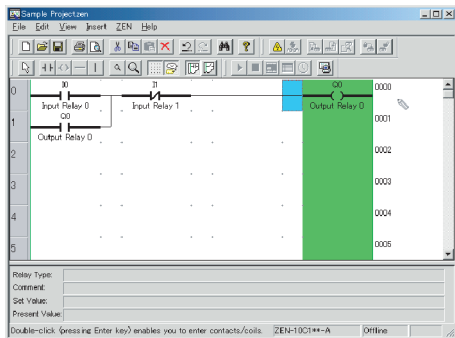 Sample Project.zen
File Edit View Insert ZEN Help
0 I0 I1 Q0 0000
Input Rellay 0 Input Relay 1 Output Relay 0
1 Q0 0001
Output Relay 0
2 0002
3 0003
4 0004
5 0005
Relay Type:
Comment:
Set Value:
Present Value:
Double-click (pressing Enter key) enables you to enter contacts/coils. ZEN-10C1**-A Offline